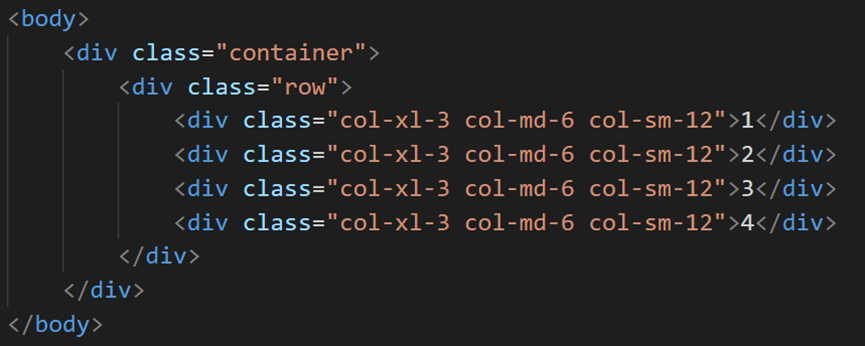 <body>
<div class="container">
<div class="row">
<div class="col-xl-3 col-md-6 col-sm-12">1</div>
<div class="col-xl-3 col-md-6 col-sm-12">2</div>
<div class="col-xl-3 col-md-6 col-sm-12">3</div>
<div class="col-xl-3 col-md-6 col-sm-12">4</div>
</div>
</div>
</body>